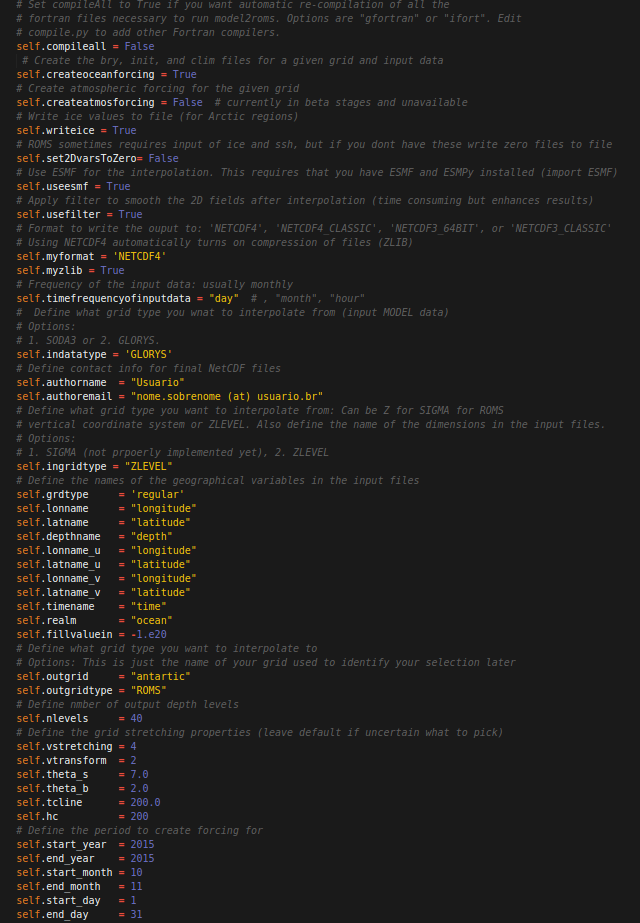 # Set compileAll to True if you want automatic re-compilation of all the
# fortran files necessary to run model2roms. Options are "gfortran" or "ifort". Edit
# compile.py to add other Fortran compilers.
self.compileall = False
# Create the bry, init, and clim files for a given grid and input data
self.createoceanforcing = True
# Create atmospheric forcing for the given grid
self.createatmosforcing = False  # currently in beta stages and unavailable
# Write ice values to file (for Arctic regions)
self.writeice = True
# ROMS sometimes requires input of ice and ssh, but if you dont have these write zero files to file
self.set2DvarsToZero= False
# Use ESMF for the interpolation. This requires that you have ESMF and ESMPy installed (import ESMF)
self.useesmf = True
# Apply filter to smooth the 2D fields after interpolation (time consuming but enhances results)
self.usefilter = True
# Format to write the ouput to: 'NETCDF4', 'NETCDF4_CLASSIC', 'NETCDF3_64BIT', or 'NETCDF3_CLASSIC'
# Using NETCDF4 automatically turns on compression of files (ZLIB)
self.myformat = 'NETCDF4'
self.myzlib = True
# Frequency of the input data: usually monthly
self.timefrequencyofinputdata = "day"  # , "month", "hour"
#  Define what grid type you wnat to interpolate from (input MODEL data)
# Options:
# 1. SODA3 or 2. GLORYS.
self.indatatype = 'GLORYS'
# Define contact info for final NetCDF files
self.authorname  = "Usuario"
self.authoremail = "nome.sobrenome (at) usuario.br"
# Define what grid type you want to interpolate from: Can be Z for SIGMA for ROMS
# vertical coordinate system or ZLEVEL. Also define the name of the dimensions in the input files.
# Options:
# 1. SIGMA (not prpoerly implemented yet), 2. ZLEVEL
self.ingridtype = "ZLEVEL"
# Define the names of the geographical variables in the input files
self.grdtype     = 'regular'
self.lonname     = "longitude"
self.latname     = "latitude"
self.depthname   = "depth"
self.lonname_u   = "longitude"
self.latname_u   = "latitude"
self.lonname_v   = "longitude"
self.latname_v   = "latitude"
self.timename    = "time"
self.realm       = "ocean"
self.fillvaluein = -1.e20
# Define what grid type you want to interpolate to
# Options: This is just the name of your grid used to identify your selection later
self.outgrid     = "antartic"
self.outgridtype = "ROMS"
# Define nmber of output depth levels
self.nlevels     = 40
# Define the grid stretching properties (leave default if uncertain what to pick)
self.vstretching = 4
self.vtransform  = 2
self.theta_s     = 7.0
self.theta_b     = 2.0
self.tcline      = 200.0
self.hc          = 200
# Define the period to create forcing for
self.start_year  = 2015
self.end_year    = 2015
self.start_month = 10
self.end_month   = 11
self.start_day   = 1
self.end_day     = 31